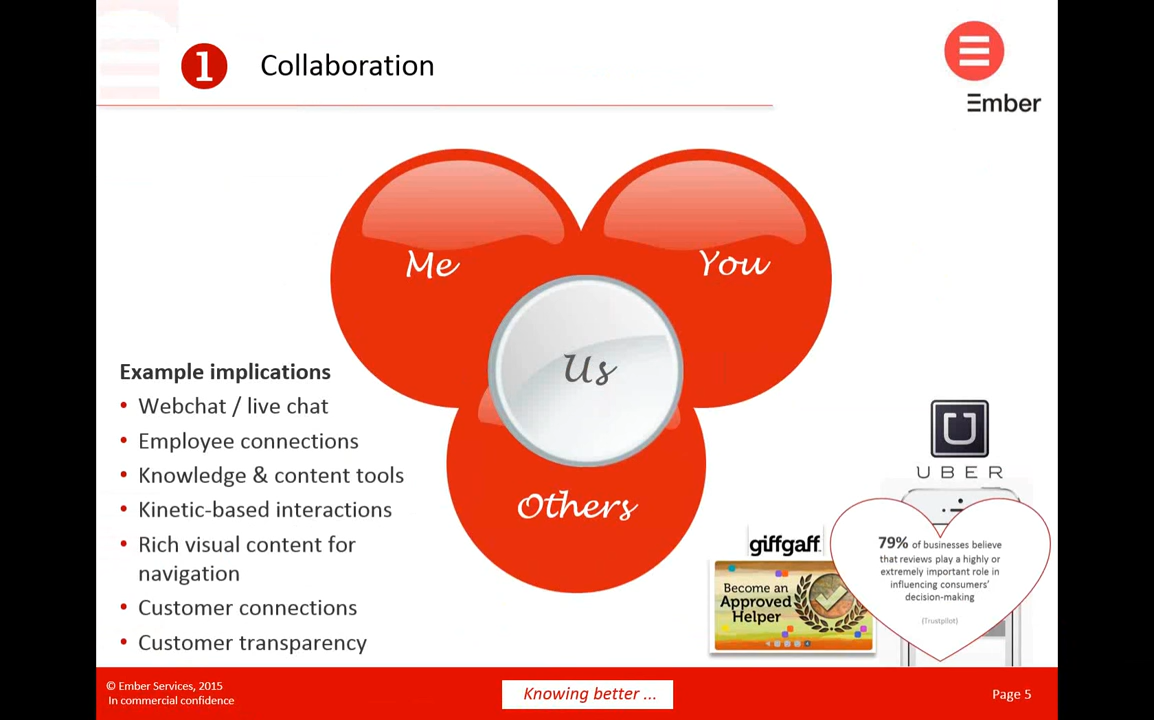 1 Collaboration
Ember
Me
You
Us
Others
Example implications
• Webchat / live chat
• Employee connections
• Knowledge & content tools
• Kinetic-based interactions
• Rich visual content for
navigation
• Customer connections
• Customer transparency
U
UBER
giffgaff
Become an
Approved
Helper
79% of businesses believe
that reviews play a highly or
extremely important role in
influencing consumers'
decision-making
(Trustpilot)
© Ember Services, 2015
In commercial confidence
Knowing better ...
Page 5